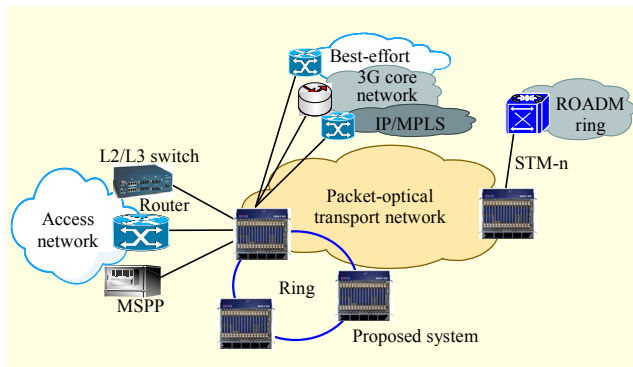 Best-effort
3G core
network
IP/MPLS
ROADM
ring
STM-n
L2/L3 switch
Router
Access
network
MSPP
Packet-optical
transport network
Ring
Proposed system